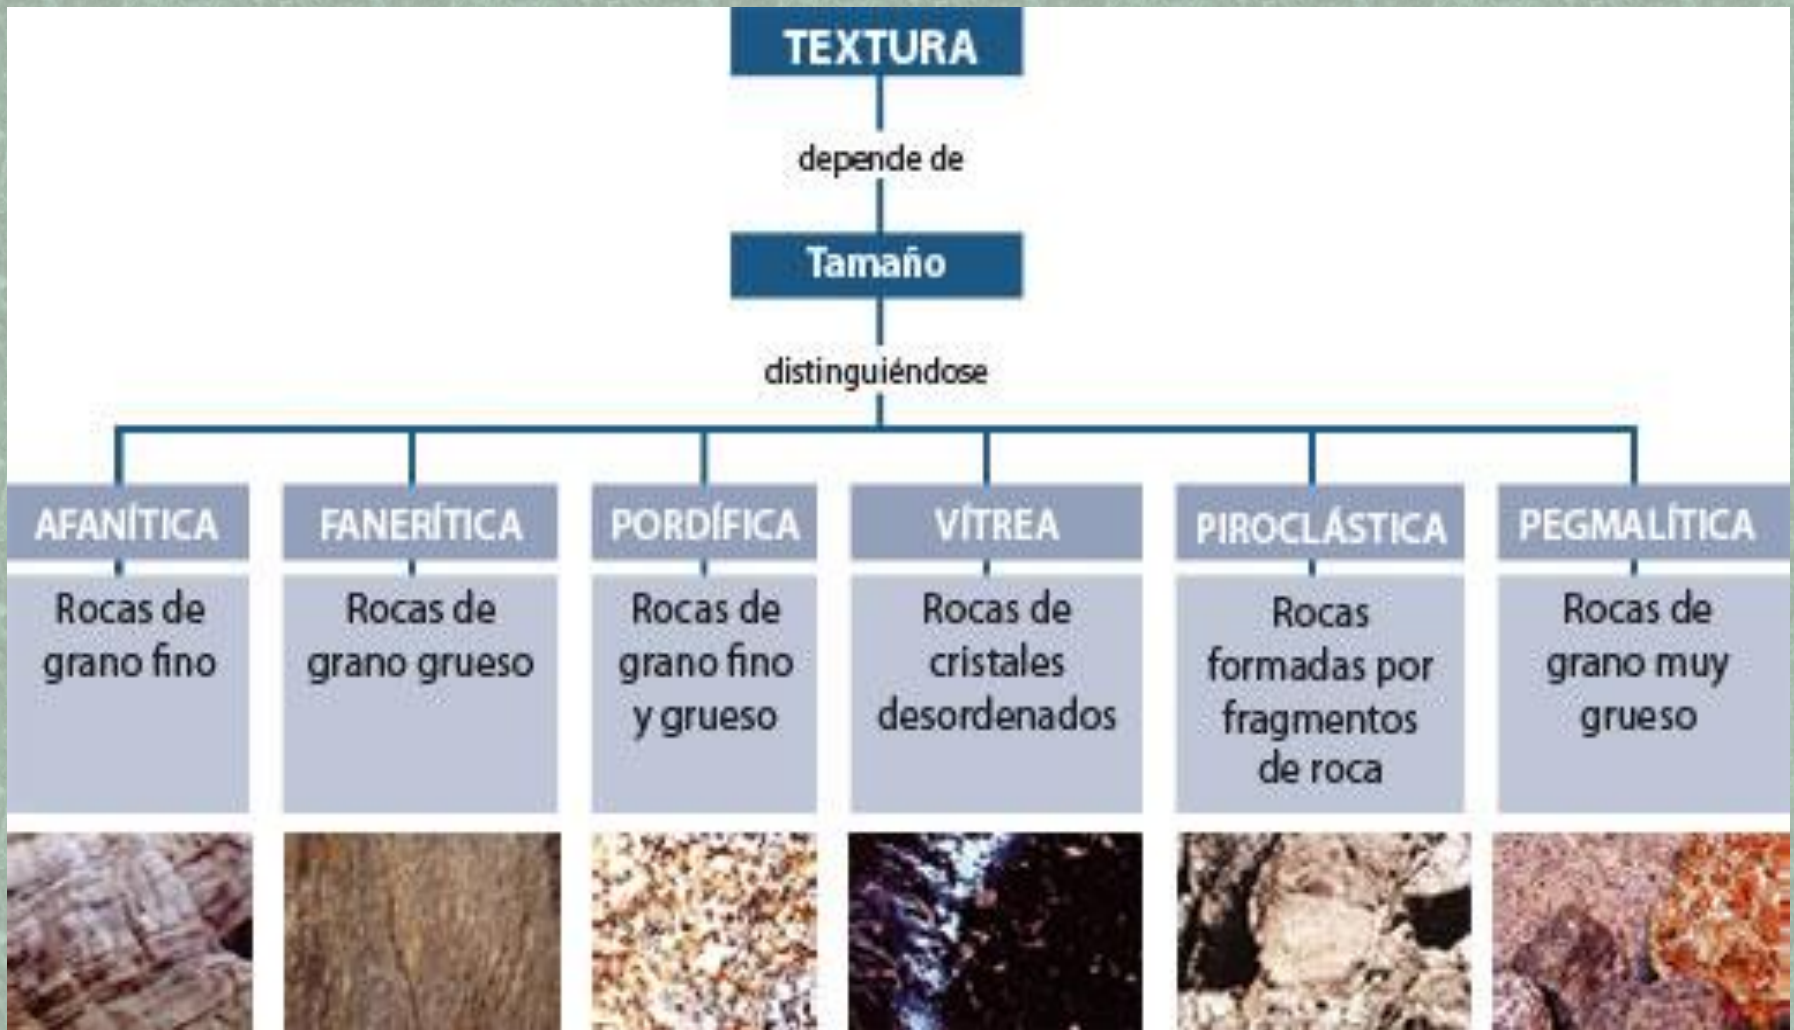 TEXTURA
depende de
Tamaño
distinguiéndose
AFANÍTICA
Rocas de
grano fino
FANERÍTICA
Rocas de
grano grueso
PORDÍFICA
Rocas de
grano fino
y grueso
VÍTREA
Rocas de
cristales
desordenados
PIROCLÁSTICA
Rocas
formadas por
fragmentos
de roca
PEGMALÍTICA
Rocas de
grano muy
grueso